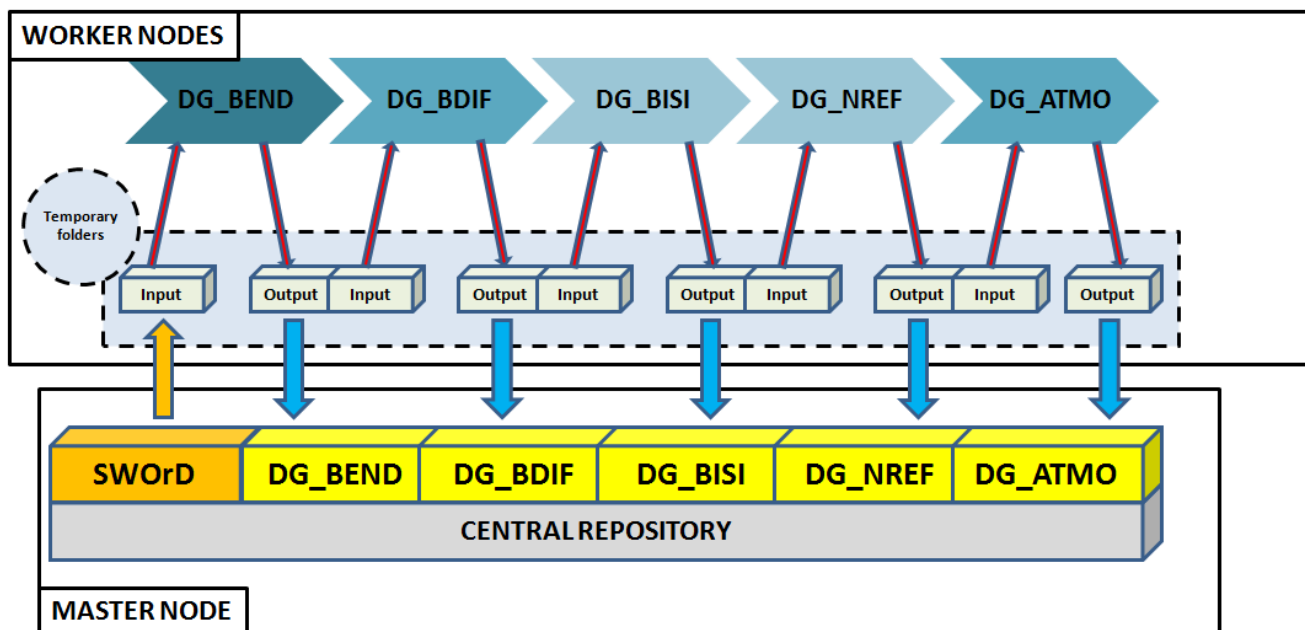 WORKER NODES
DG_BEND
DG_BDIF
DG_BISI
DG_NREF
DG_ATMO
Temporary
folders
Input
Output
Input
Output
Input
Output
Input
Output
Input
Output
SWOrD
DG_BEND
DG_BDIF
DG_BISI
DG_NREF
DG_ATMO
CENTRAL REPOSITORY
MASTER NODE